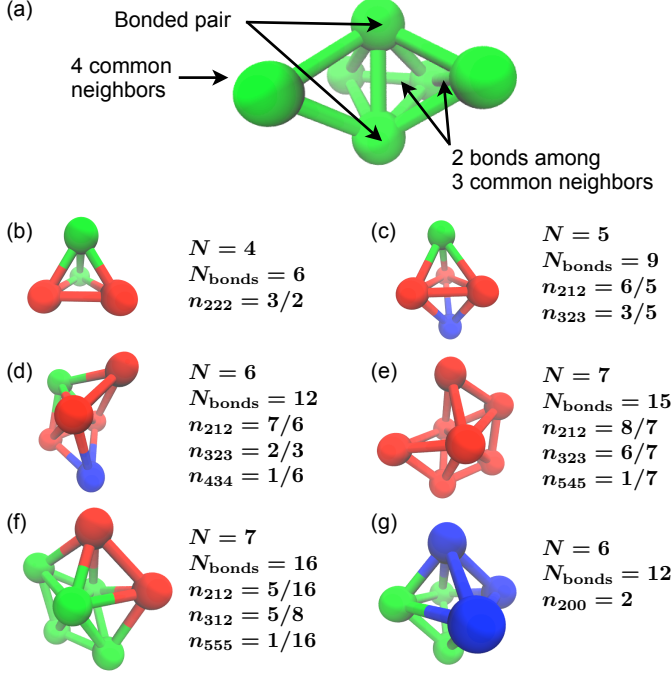 (a)
Bonded pair
4 common
neighbors
2 bonds among
3 common neighbors
(b)
N = 4
N_bonds = 6
n_222 = 3/2
(c)
N = 5
N_bonds = 9
n_212 = 6/5
n_323 = 3/5
(d)
N = 6
N_bonds = 12
n_212 = 7/6
n_323 = 2/3
n_434 = 1/6
(e)
N = 7
N_bonds = 15
n_212 = 8/7
n_323 = 6/7
n_545 = 1/7
(f)
N = 7
N_bonds = 16
n_212 = 5/16
n_312 = 5/8
n_555 = 1/16
(g)
N = 6
N_bonds = 12
n_200 = 2